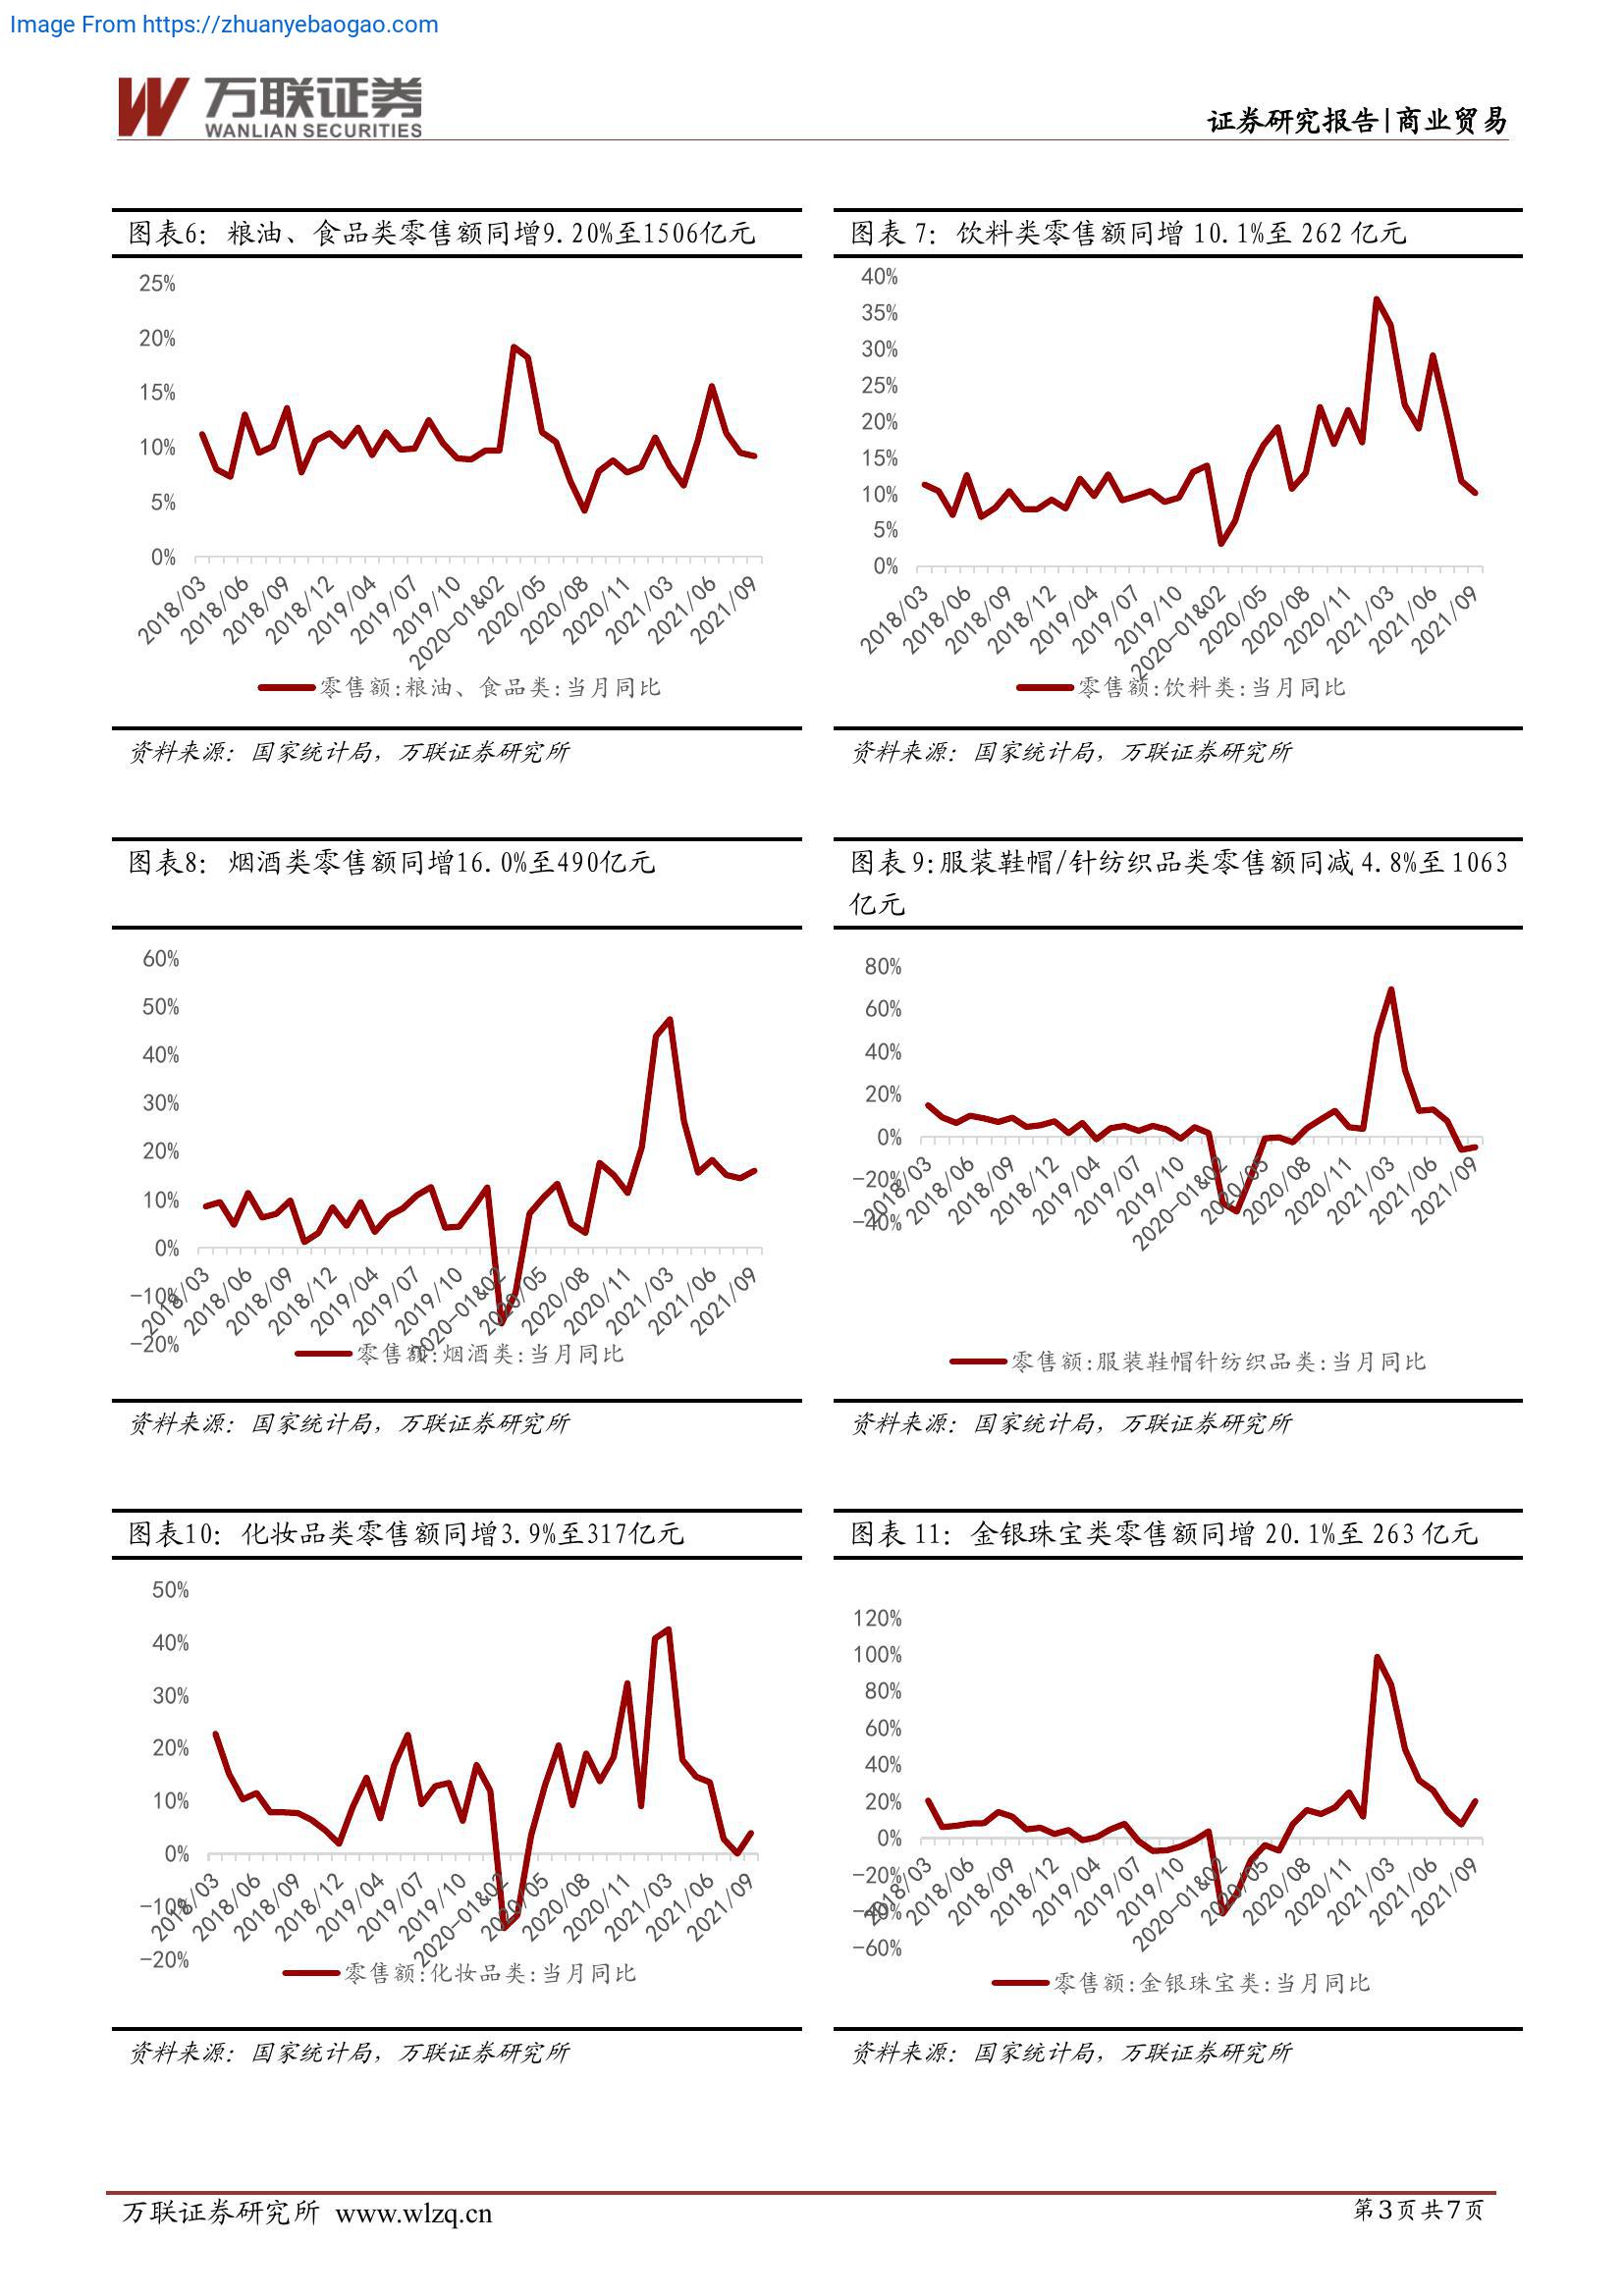 Image From https://zhuanyebaogao.com
万联证券
WANLIAN SECURITIES
证券研究报告|商业贸易
图表6：粮油、食品类零售额同增9.20%至1506亿元
25%
20%
15%
10%
5%
0%
2018/03 2018/06 2018/09 2018/12 2019/04 2019/07 2019/10 2020-01&02 2020/05 2020/08 2020/11 2021/03 2021/06 2021/09
零售额:粮油、食品类:当月同比
资料来源：国家统计局，万联证券研究所
图表 7：饮料类零售额同增 10.1%至 262 亿元
40%
35%
30%
25%
20%
15%
10%
5%
0%
2018/03 2018/06 2018/09 2018/12 2019/04 2019/07 2019/10 2020-01&02 2020/05 2020/08 2020/11 2021/03 2021/06 2021/09
零售额:饮料类:当月同比
资料来源：国家统计局，万联证券研究所
图表8：烟酒类零售额同增16.0%至490亿元
60%
50%
40%
30%
20%
10%
0%
-10%
-20%
2018/03 2018/06 2018/09 2018/12 2019/04 2019/07 2019/10 2020-01&02 2020/05 2020/08 2020/11 2021/03 2021/06 2021/09
零售额:烟酒类:当月同比
资料来源：国家统计局，万联证券研究所
图表 9:服装鞋帽/针纺织品类零售额同减 4.8%至 1063
亿元
80%
60%
40%
20%
0%
-20%
-40%
2018/03 2018/06 2018/09 2018/12 2019/04 2019/07 2019/10 2020-01&02 2020/05 2020/08 2020/11 2021/03 2021/06 2021/09
零售额:服装鞋帽针纺织品类:当月同比
资料来源：国家统计局，万联证券研究所
图表10：化妆品类零售额同增3.9%至317亿元
50%
40%
30%
20%
10%
0%
-10%
-20%
2018/03 2018/06 2018/09 2018/12 2019/04 2019/07 2019/10 2020-01&02 2020/05 2020/08 2020/11 2021/03 2021/06 2021/09
零售额:化妆品类:当月同比
资料来源：国家统计局，万联证券研究所
图表 11：金银珠宝类零售额同增 20.1%至 263 亿元
120%
100%
80%
60%
40%
20%
0%
-20%
-40%
-60%
2018/03 2018/06 2018/09 2018/12 2019/04 2019/07 2019/10 2020-01&02 2020/05 2020/08 2020/11 2021/03 2021/06 2021/09
零售额:金银珠宝类:当月同比
资料来源：国家统计局，万联证券研究所
万联证券研究所 www.wlzq.cn
第3页共7页